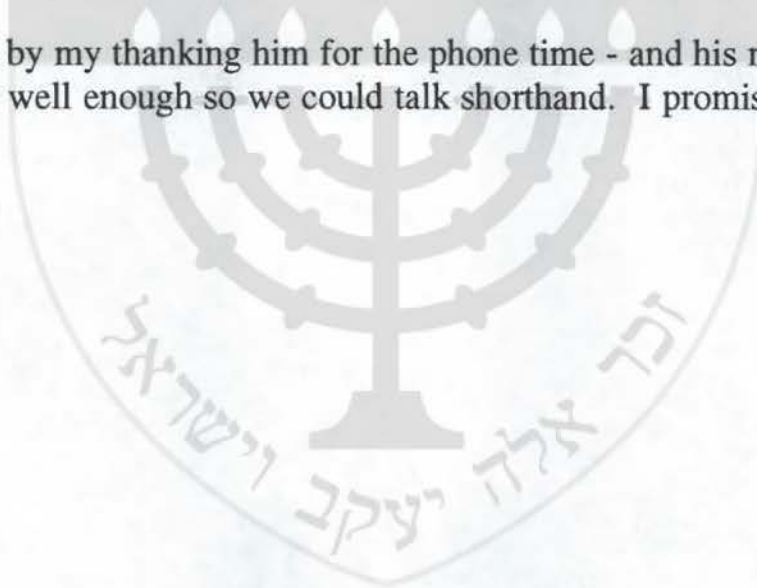 by my thanking him for the phone time - and his
well enough so we could talk shorthand. I
זכר אלה יעקב וישראל